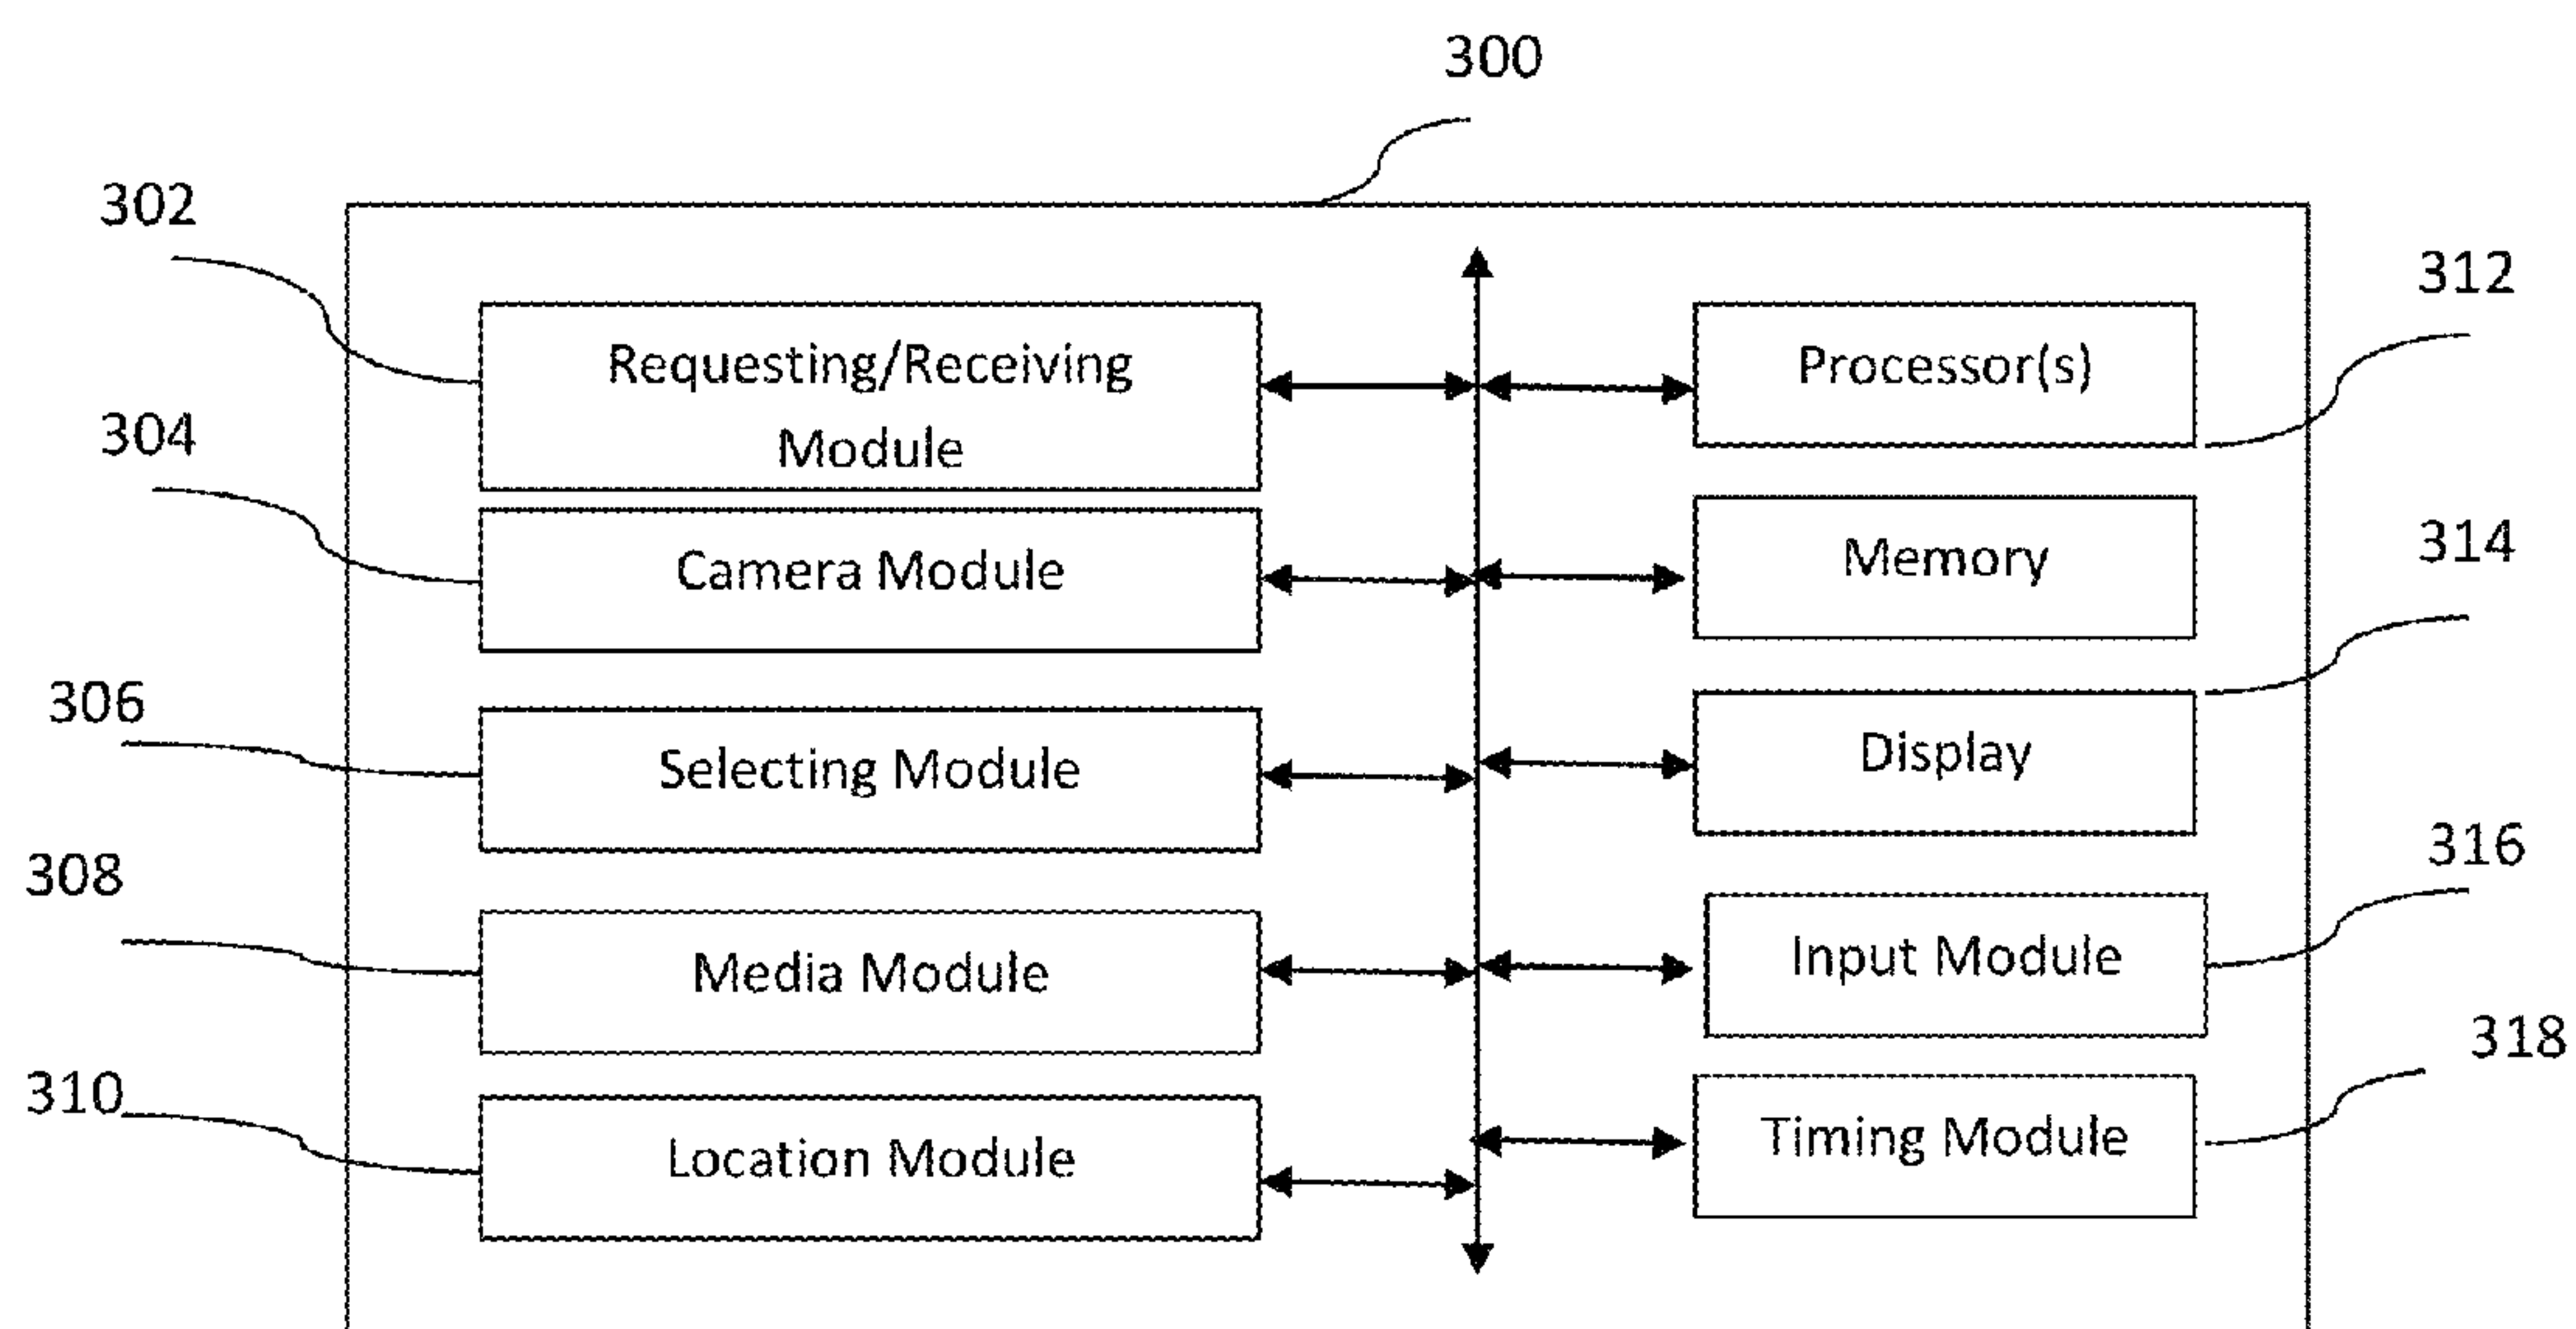 300
302
312
Requesting/Receiving
Module
Processor(s)
304
Camera Module
Memory
314
306
Selecting Module
Display
308
316
Media Module
Input Module
310
318
Location Module
Timing Module